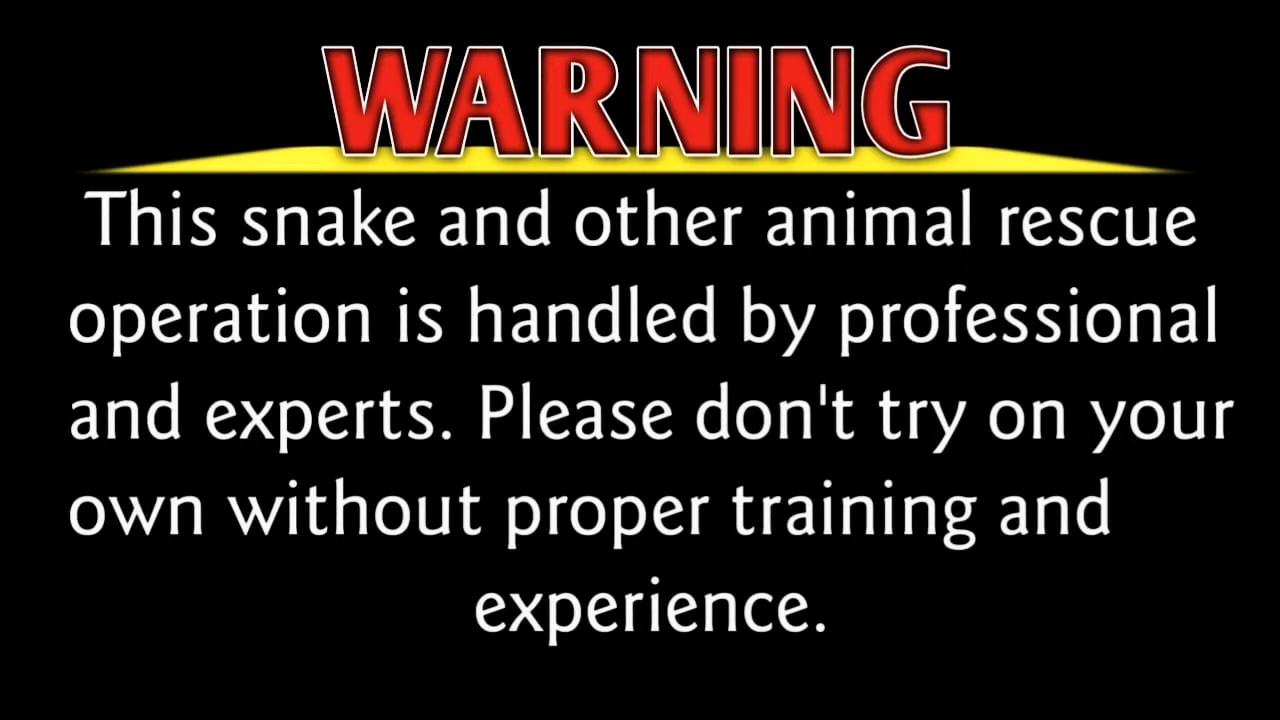 WARNING
This snake and other animal rescue
operation is handled by professional
and experts. Please don't try on your
own without proper training and
experience.